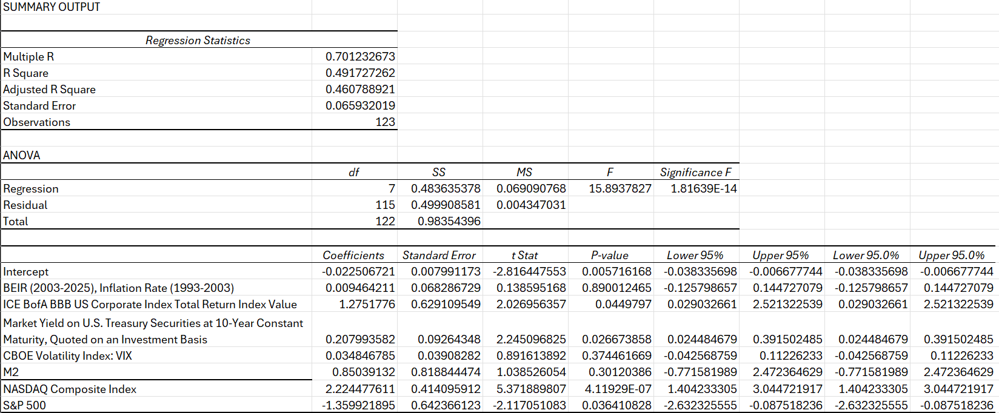 SUMMARY OUTPUT
Regression Statistics
Multiple R 0.701232673
R Square 0.491727262
Adjusted R Square 0.460788921
Standard Error 0.065932019
Observations 123
ANOVA
df SS MS F Significance F
Regression 7 0.483635378 0.069090768 15.8937827 1.81639E-14
Residual 115 0.499908581 0.004347031
Total 122 0.98354396
Coefficients Standard Error t Stat P-value Lower 95% Upper 95% Lower 95.0% Upper 95.0%
Intercept -0.022506721 0.007991173 -2.816447553 0.005716168 -0.038335698 -0.006677744 -0.038335698 -0.006677744
BEIR (2003-2025), Inflation Rate (1993-2003) 0.009464211 0.068286729 0.138595168 0.890012465 -0.125798657 0.144727079 -0.125798657 0.144727079
ICE BofA BBB US Corporate Index Total Return Index Value 1.2751776 0.629109549 2.026956357 0.0449797 0.029032661 2.521322539 0.029032661 2.521322539
Market Yield on U.S. Treasury Securities at 10-Year Constant
Maturity, Quoted on an Investment Basis 0.207993582 0.09264348 2.245096825 0.026673858 0.024484679 0.391502485 0.024484679 0.391502485
CBOE Volatility Index: VIX 0.034846785 0.03908282 0.891613892 0.374461669 -0.042568759 0.11226233 -0.042568759 0.11226233
M2 0.85039132 0.818844474 1.038526054 0.30120386 -0.771581989 2.472364629 -0.771581989 2.472364629
NASDAQ Composite Index 2.224477611 0.414095912 5.371889807 4.11929E-07 1.404233305 3.044721917 1.404233305 3.044721917
S&P 500 -1.359921895 0.642366123 -2.117051083 0.036410828 -2.632325555 -0.087518236 -2.632325555 -0.087518236